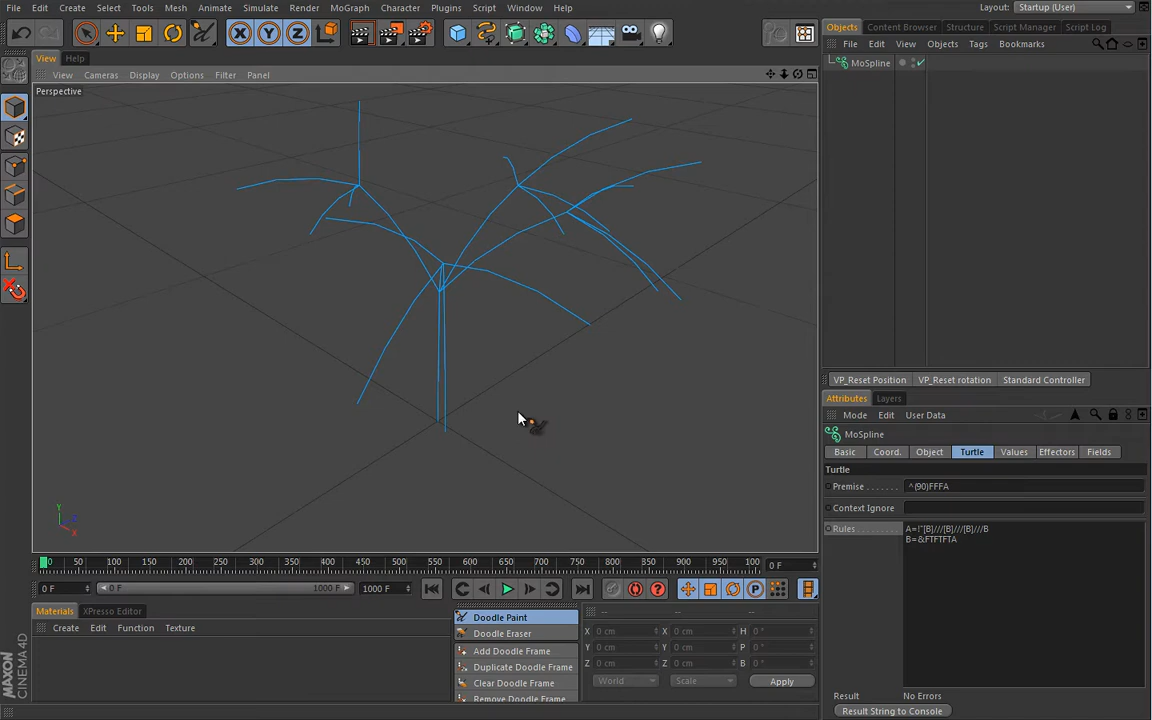 File Edit Create Select Tools Mesh Animate Simulate Render MoGraph Character Plugins Script Window Help Layout: Startup (User)
X Y Z
View Help
Objects Content Browser Structure Script Manager Script Log
File Edit View Objects Tags Bookmarks
View Cameras Display Options Filter Panel
Perspective
MoSpline
Y
Z
X
VP_Reset Position VP_Reset rotation Standard Controller
Attributes Layers
Mode Edit User Data
MoSpline
Basic Coord. Object Turtle Values Effectors Fields
Turtle
Premise ^(90)FFFA
Context Ignore
Rules A=!"[B]///[B]///[B]///B
B=&FTFTFTA
0 50 100 150 200 250 300 350 400 450 500 550 600 650 700 750 800 850 900 950 1000 0 F
0 F 0 F 1000 F 1000 F
P
Materials XPresso Editor
Create Edit Function Texture
Doodle Paint
Doodle Eraser
Add Doodle Frame
Duplicate Doodle Frame
Clear Doodle Frame
Remove Doodle Frame
-- -- --
X 0 cm X 0 cm H 0 °
Y 0 cm Y 0 cm P 0 °
Z 0 cm Z 0 cm B 0 °
World Scale Apply
Result No Errors
Result String to Console
MAXON
CINEMA 4D